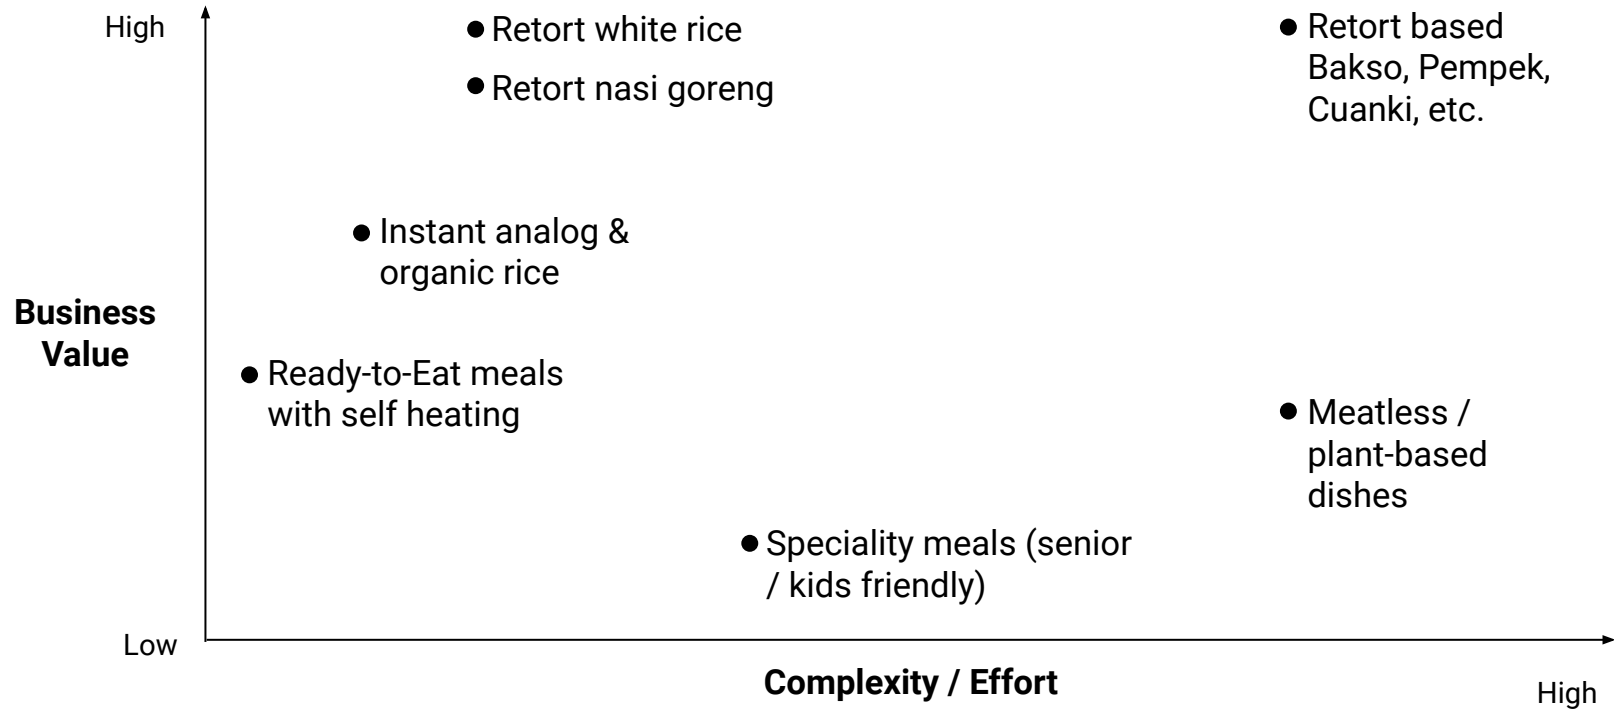 High
Retort white rice
Retort nasi goreng
Retort based
Bakso, Pempek,
Cuanki, etc.
Instant analog &
organic rice
Business
Value
Ready-to-Eat meals
with self heating
Meatless /
plant-based
dishes
Speciality meals (senior
/ kids friendly)
Low
Complexity / Effort
High